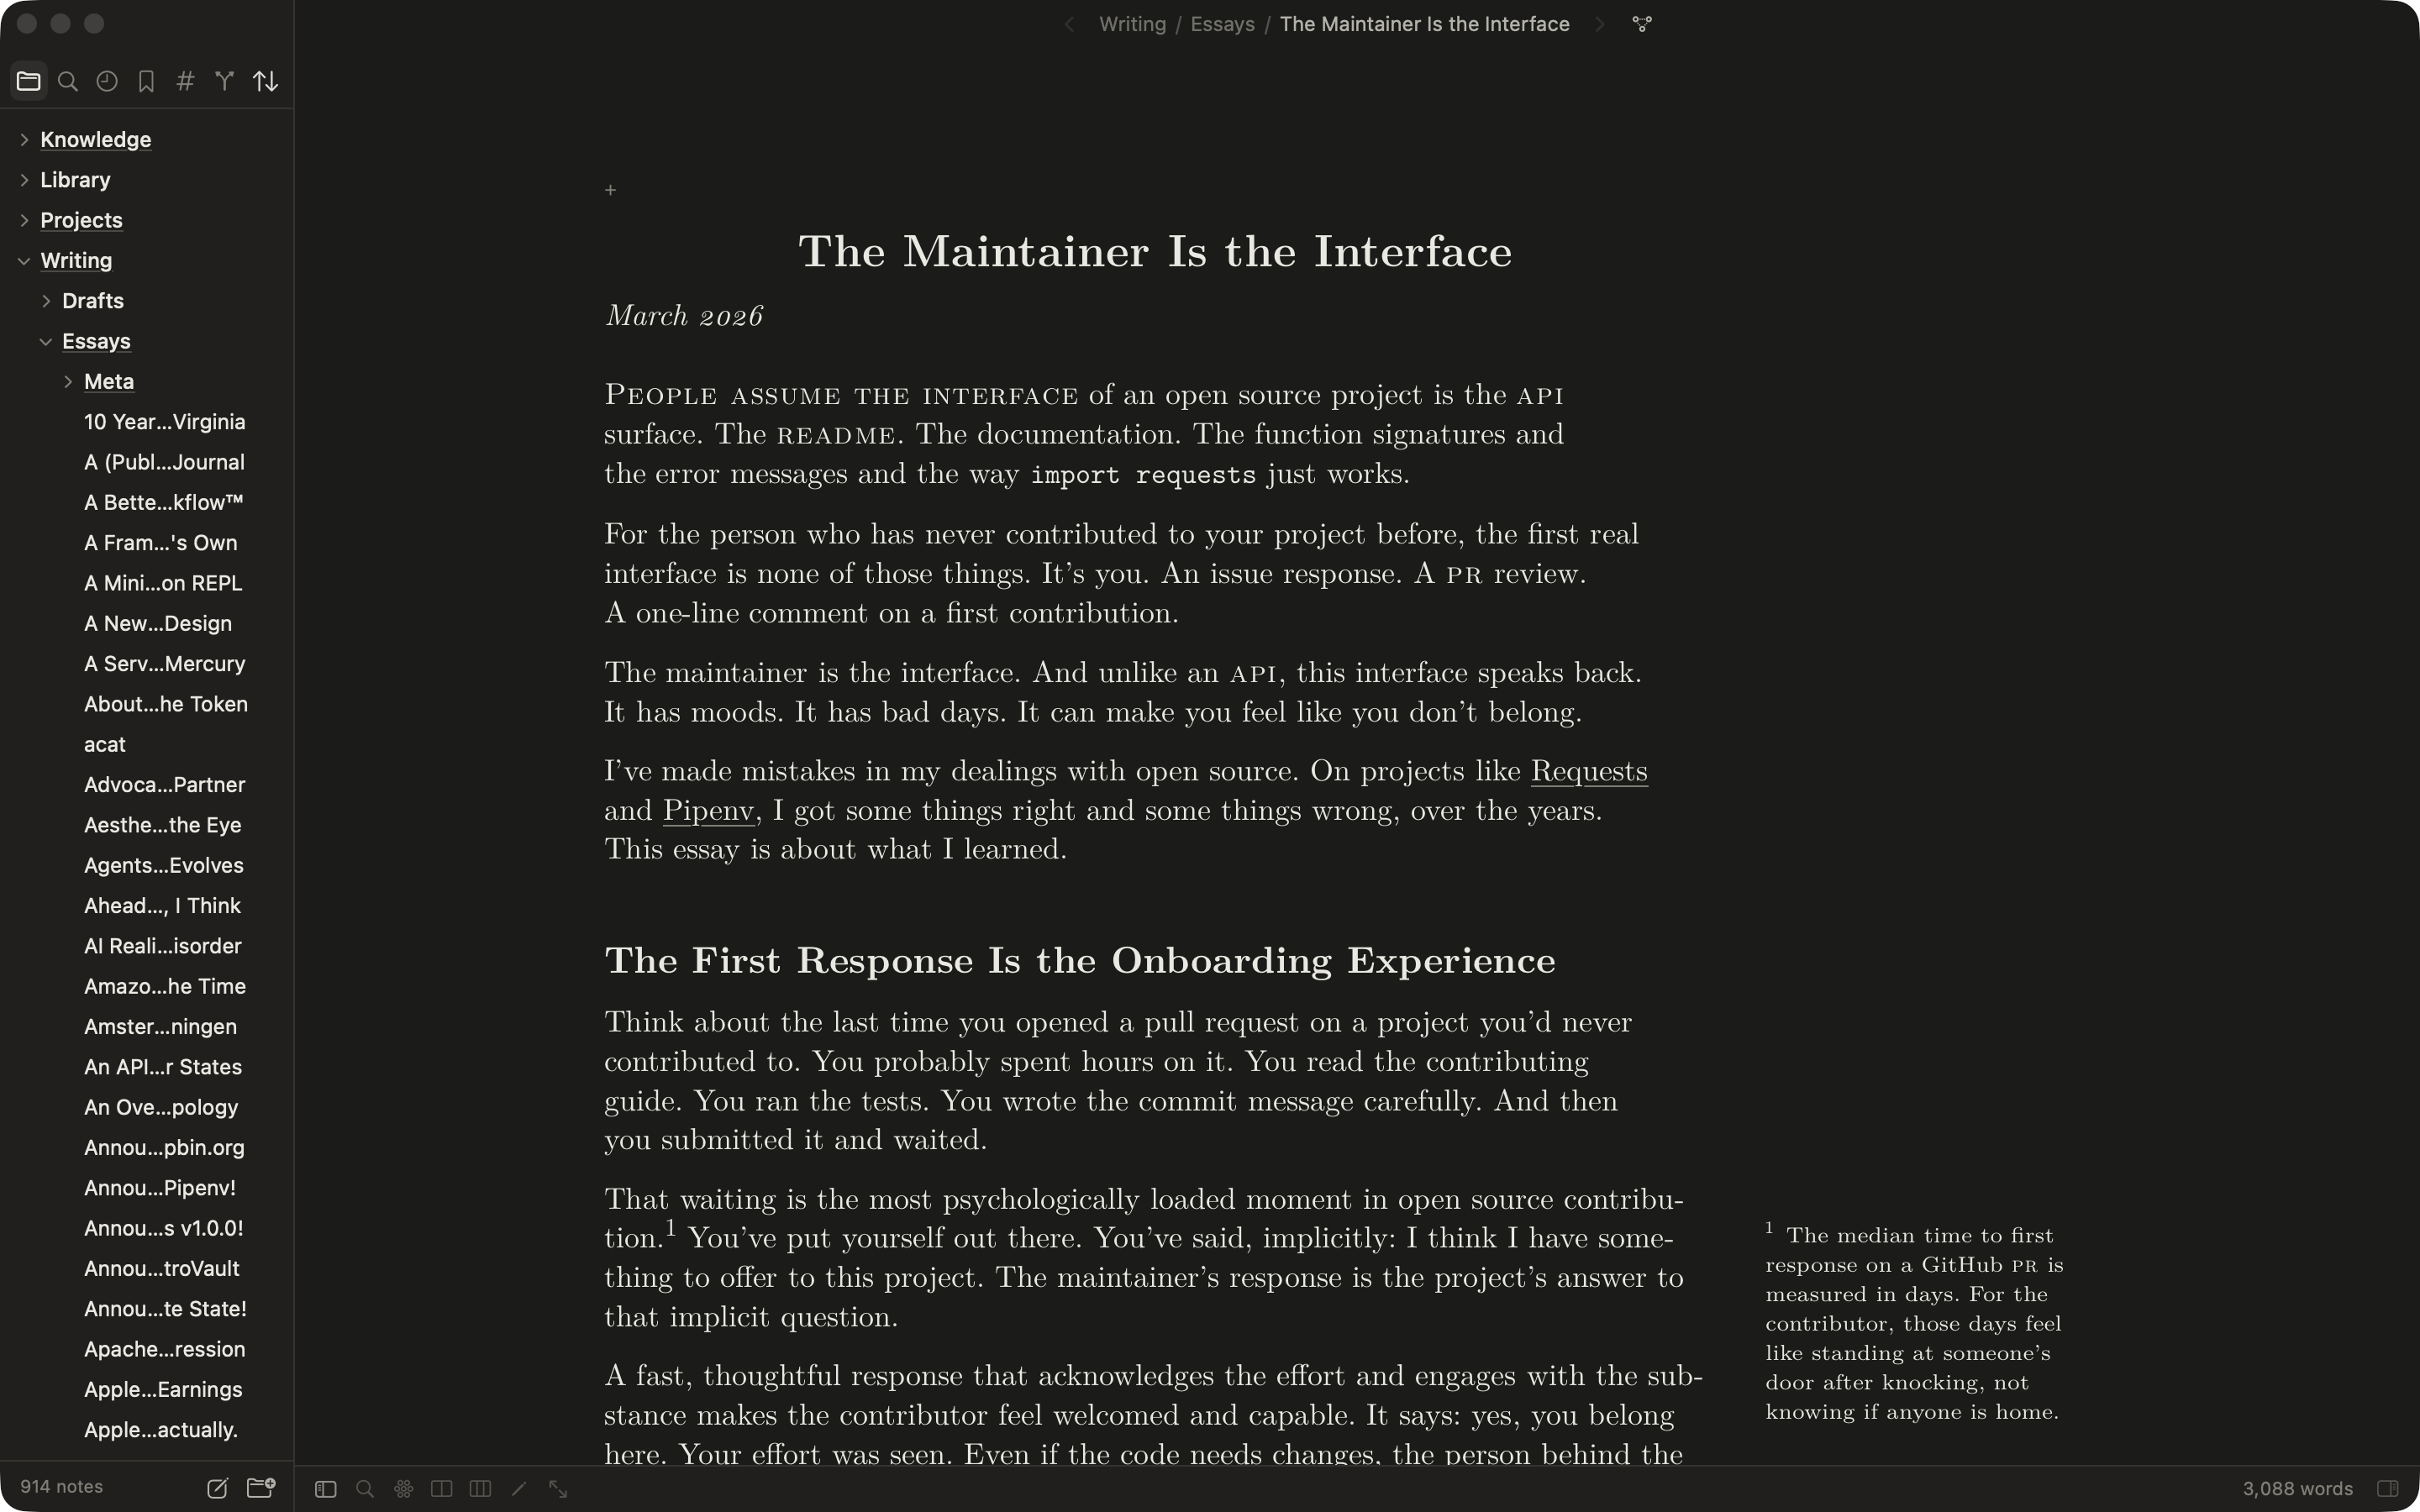 Writing / Essays / The Maintainer Is the Interface
Knowledge
Library
Projects
Writing
Drafts
Essays
Meta
10 Year...Virginia
A (Publ...Journal
A Bette...kflow™
A Fram...'s Own
A Mini...on REPL
A New...Design
A Serv...Mercury
About...he Token
acat
Advoca...Partner
Aesthe...the Eye
Agents...Evolves
Ahead..., I Think
AI Reali...isorder
Amazo...he Time
Amster...ningen
An API...r States
An Ove...pology
Annou...pbin.org
Annou...Pipenv!
Annou...s v1.0.0!
Annou...troVault
Annou...te State!
Apache...ression
Apple...Earnings
Apple...actually.
914 notes
The Maintainer Is the Interface
March 2026
People assume the interface of an open source project is the API
surface. The README. The documentation. The function signatures and
the error messages and the way import requests just works.
For the person who has never contributed to your project before, the first real
interface is none of those things. It's you. An issue response. A PR review.
A one-line comment on a first contribution.
The maintainer is the interface. And unlike an API, this interface speaks back.
It has moods. It has bad days. It can make you feel like you don't belong.
I've made mistakes in my dealings with open source. On projects like Requests
and Pipenv, I got some things right and some things wrong, over the years.
This essay is about what I learned.
The First Response Is the Onboarding Experience
Think about the last time you opened a pull request on a project you'd never
contributed to. You probably spent hours on it. You read the contributing
guide. You ran the tests. You wrote the commit message carefully. And then
you submitted it and waited.
That waiting is the most psychologically loaded moment in open source contribu-
tion.1 You've put yourself out there. You've said, implicitly: I think I have some-
thing to offer to this project. The maintainer's response is the project's answer to
that implicit question.
A fast, thoughtful response that acknowledges the effort and engages with the sub-
stance makes the contributor feel welcomed and capable. It says: yes, you belong
here. Your effort was seen. Even if the code needs changes, the person behind the
1 The median time to first
response on a GitHub PR is
measured in days. For the
contributor, those days feel
like standing at someone's
door after knocking, not
knowing if anyone is home.
3,088 words